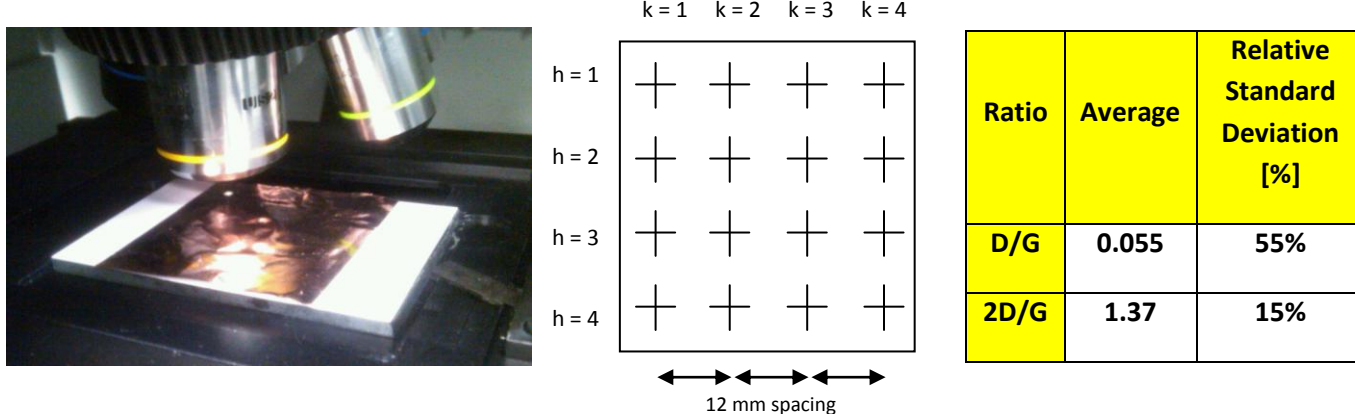 k = 1 k = 2 k = 3 k = 4
h = 1
h = 2
h = 3
h = 4
12 mm spacing
Ratio Average Relative
Standard
Deviation
[%]
D/G 0.055 55%
2D/G 1.37 15%